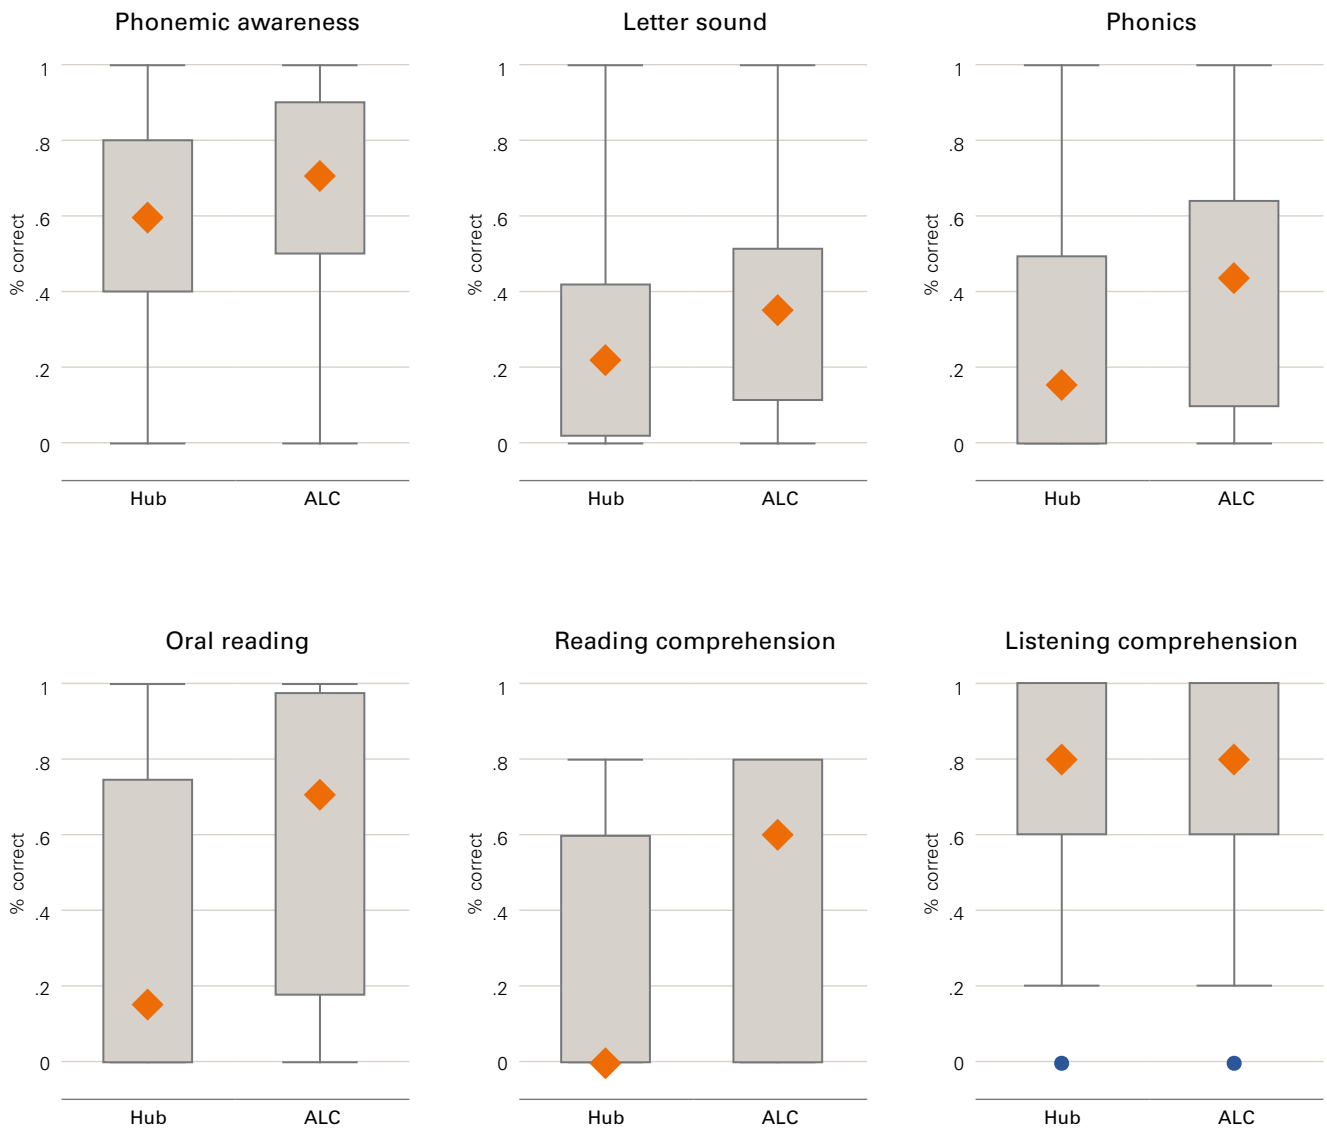 Phonemic awareness
1
.8
.6
.4
.2
0
% correct
Hub ALC
Letter sound
1
.8
.6
.4
.2
0
% correct
Hub ALC
Phonics
1
.8
.6
.4
.2
0
% correct
Hub ALC
Oral reading
1
.8
.6
.4
.2
0
% correct
Hub ALC
Reading comprehension
1
.8
.6
.4
.2
0
% correct
Hub ALC
Listening comprehension
1
.8
.6
.4
.2
0
% correct
Hub ALC